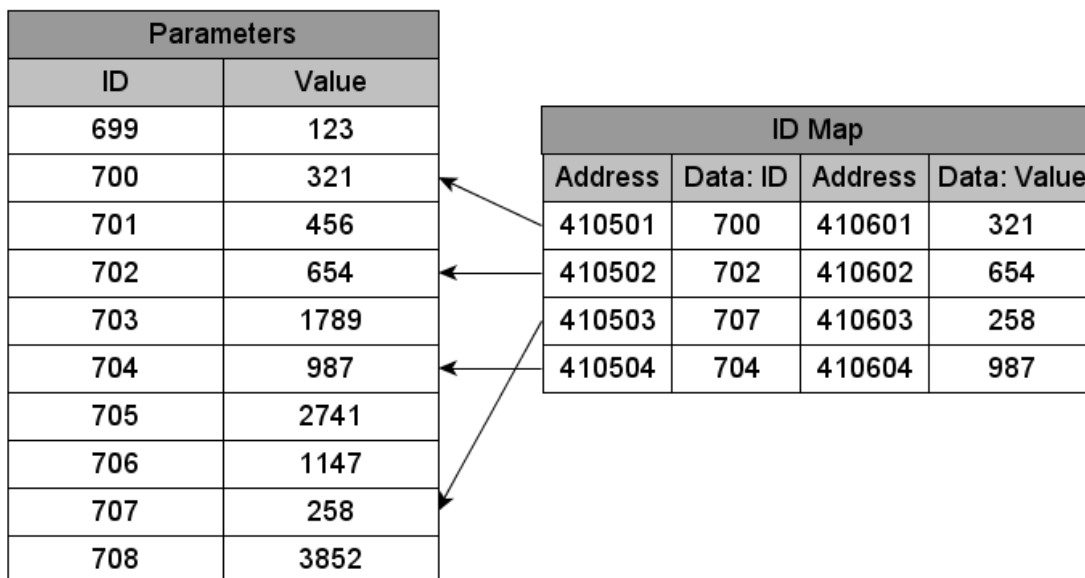 Parameters
ID Value
699 123
700 321
701 456
702 654
703 1789
704 987
705 2741
706 1147
707 258
708 3852
ID Map
Address Data: ID Address Data: Value
410501 700 410601 321
410502 702 410602 654
410503 707 410603 258
410504 704 410604 987